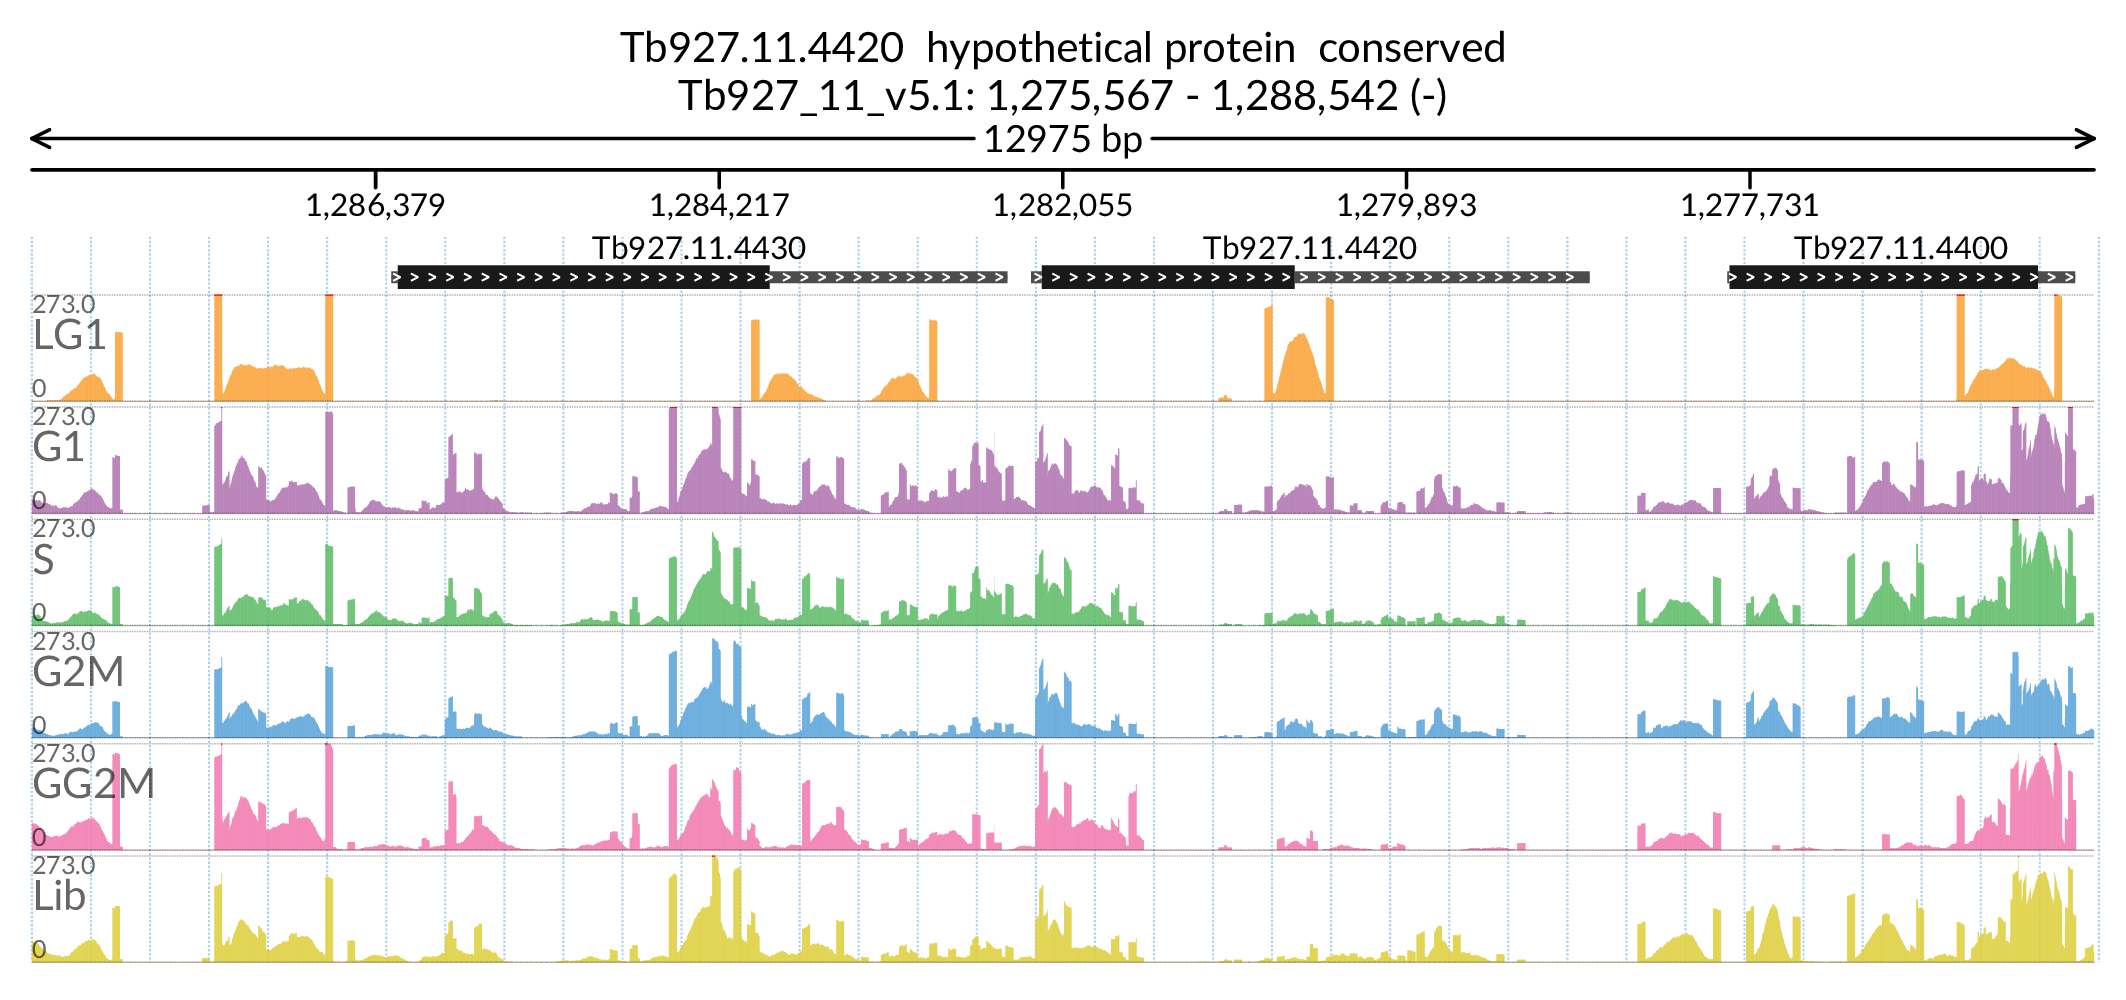 Tb927.11.4420 hypothetical protein conserved
Tb927_11_v5.1: 1,275,567 - 1,288,542 (-)
12975 bp
1,286,379 1,284,217 1,282,055 1,279,893 1,277,731
Tb927.11.4430 Tb927.11.4420 Tb927.11.4400
273.0
LG1
0
273.0
G1
0
273.0
S
0
273.0
G2M
0
273.0
GG2M
0
273.0
Lib
0